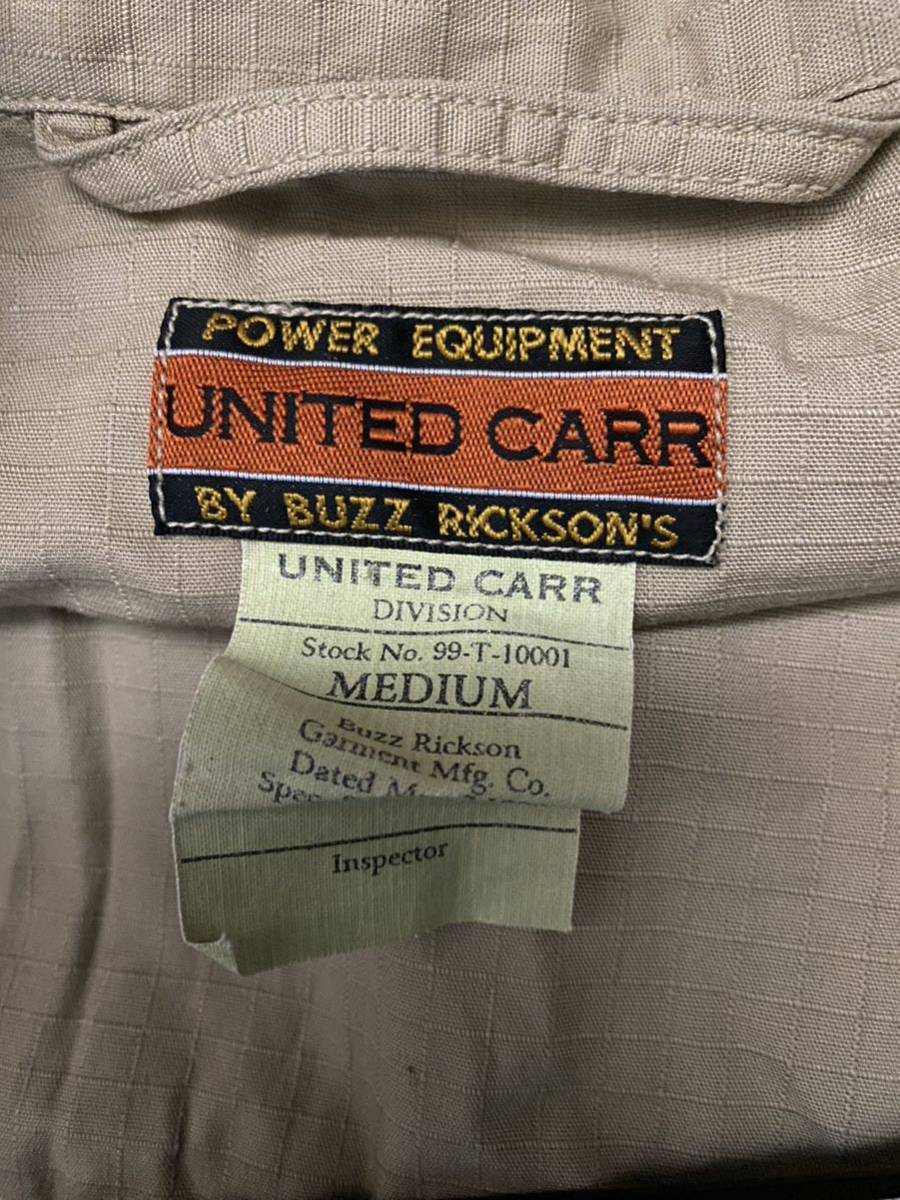 POWER EQUIPMENT
UNITED CARR
BY BUZZ RICKSON'S
UNITED CARR
DIVISION
Stock No. 99-T-10001
MEDIUM
Buzz Rickson
Garment Mfg. Co.
Dated
Inspector